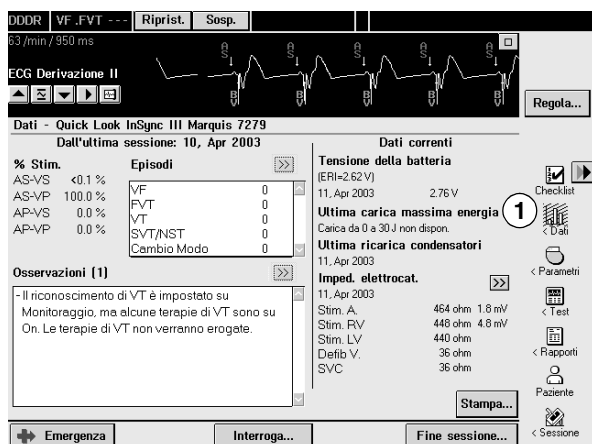 DDDR VF .FVT --- Riprist. Sosp.
63 /min / 950 ms
A S A S A S A S
ECG Derivazione II
B V B V B V B V
Regola...
Dati - Quick Look InSync III Marquis 7279
Dall'ultima sessione: 10, Apr 2003
% Stim.
AS-VS <0.1 %
AS-VP 100.0 %
AP-VS 0.0 %
AP-VP 0.0 %
Episodi >>
VF 0
FVT 0
VT 0
SVT/NST 0
Cambio Modo 0
Osservazioni (1) >>
- Il riconoscimento di VT è impostato su
Monitoraggio, ma alcune terapie di VT sono su
On. Le terapie di VT non verranno erogate.
Dati correnti
Tensione della batteria
(ERI=2.62 V)
11, Apr 2003 2.76 V
Ultima carica massima energia
Carica da 0 a 30 J non dispon.
Ultima ricarica condensatori
11, Apr 2003
Imped. elettrocat. >>
11, Apr 2003
Stim. A. 464 ohm 1.8 mV
Stim. RV 448 ohm 4.8 mV
Stim. LV 440 ohm
Defib V. 36 ohm
SVC 36 ohm
Stampa...
1
Checklist
< Dati
< Parametri
< Test
< Rapporti
Paziente
< Sessione
Emergenza Interroga... Fine sessione...